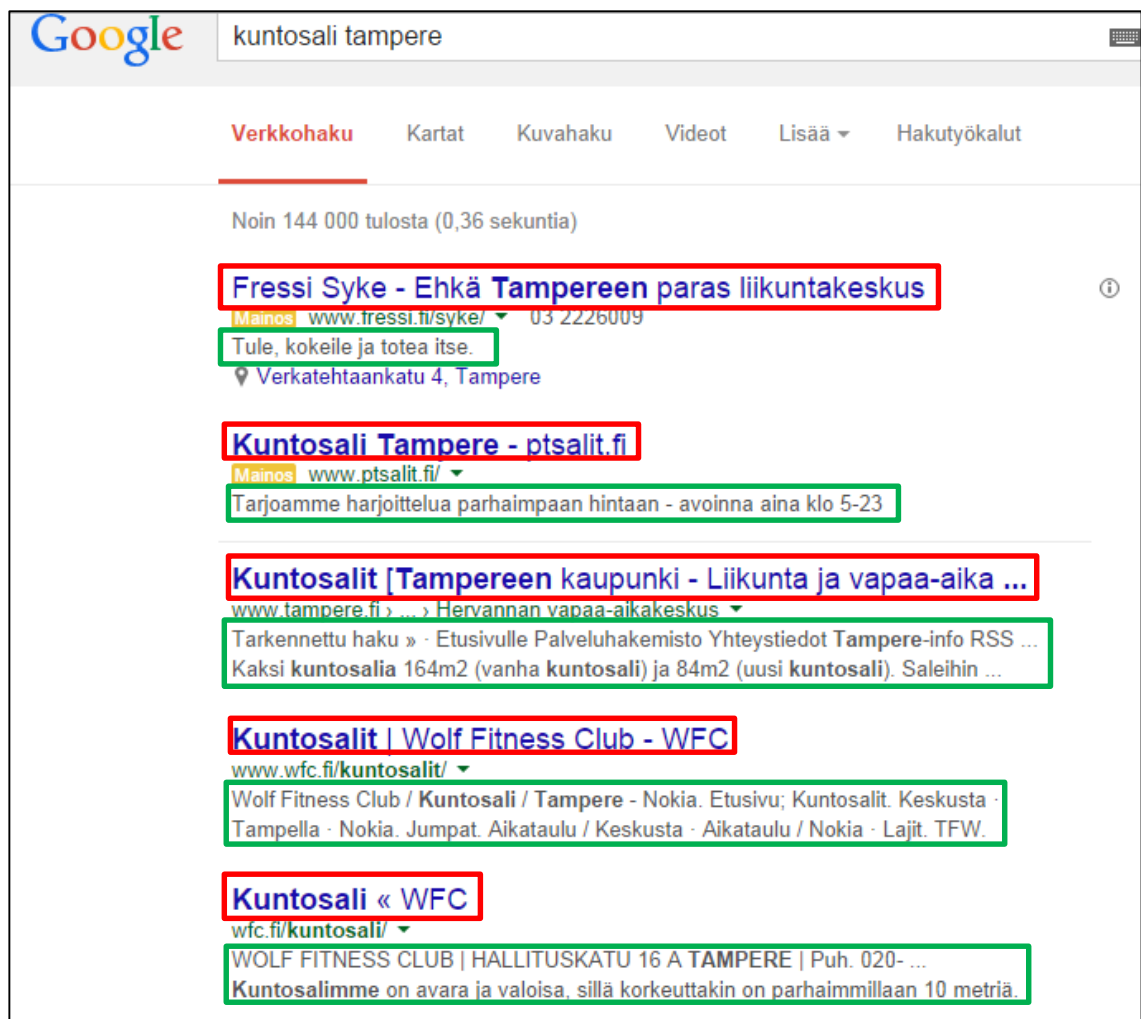 Google kuntosali tampere
Verkkohaku Kartat Kuvahaku Videot Lisää Hakutyökalut
Noin 144 000 tulosta (0,36 sekuntia)
Fressi Syke - Ehkä Tampereen paras liikuntakeskus
Mainos www.fressi.fi/syke/ 03 2226009
Tule, kokeile ja totea itse.
Verkatehtaankatu 4, Tampere
Kuntosali Tampere - ptsalit.fi
Mainos www.ptsalit.fi/
Tarjoamme harjoittelua parhaimpaan hintaan - avoinna aina klo 5-23
Kuntosalit [Tampereen kaupunki - Liikunta ja vapaa-aika ...
www.tampere.fi › ... › Hervannan vapaa-aikakeskus
Tarkennettu haku » · Etusivulle Palveluhakemisto Yhteystiedot Tampere-info RSS ...
Kaksi kuntosalia 164m2 (vanha kuntosali) ja 84m2 (uusi kuntosali). Saleihin ...
Kuntosalit | Wolf Fitness Club - WFC
www.wfc.fi/kuntosalit/
Wolf Fitness Club / Kuntosali / Tampere - Nokia. Etusivu; Kuntosalit. Keskusta ·
Tampella · Nokia. Jumpat. Aikataulu / Keskusta · Aikataulu / Nokia · Lajit. TFW.
Kuntosali « WFC
wfc.fi/kuntosali/
WOLF FITNESS CLUB | HALLITUSKATU 16 A TAMPERE | Puh. 020- ...
Kuntosalimme on avara ja valoisa, sillä korkeuttakin on parhaimmillaan 10 metriä.